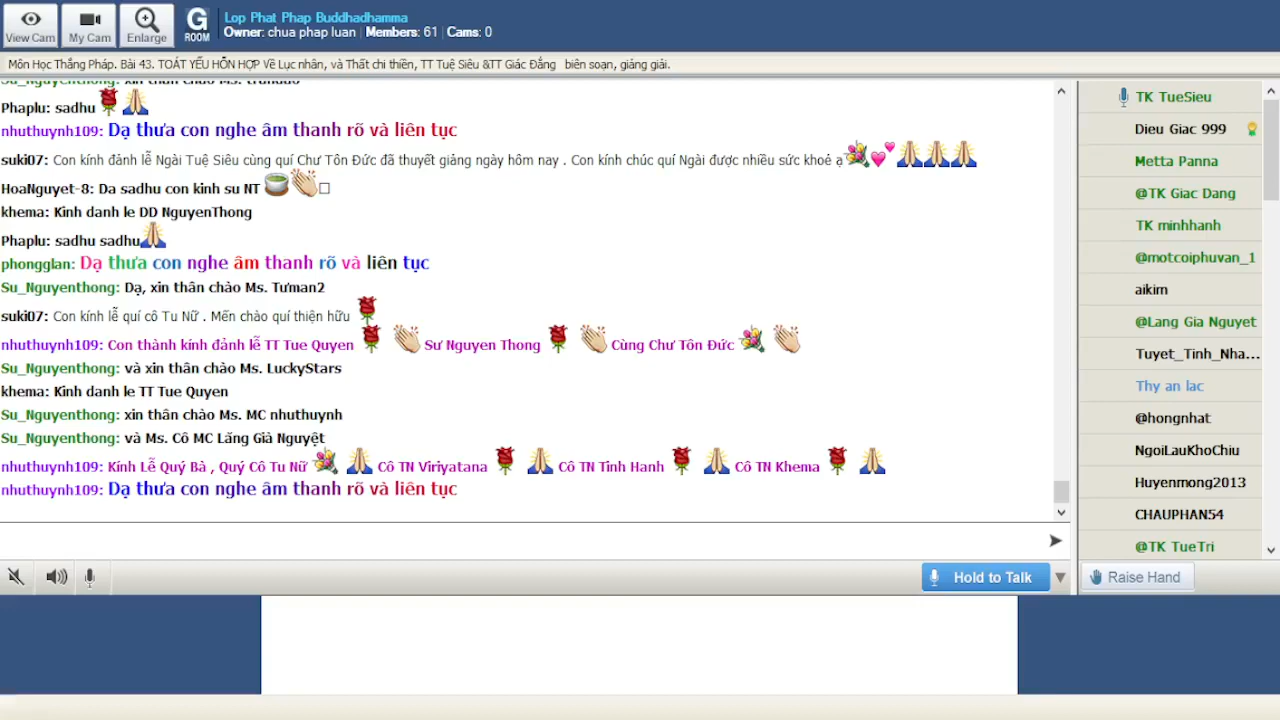 View Cam
My Cam
Enlarge
G
ROOM
Lop Phat Phap Buddhadhamma
Owner: chua phap luan | Members: 61 | Cams: 0
Môn Học Thắng Pháp. Bài 43. TOÁT YẾU HỖN HỢP Về Lục nhân, và Thất chi thiền, TT Tuệ Siêu &TT Giác Đẳng biên soạn, giảng giải.
Su_Nguyenthong: xin thân chào Ms.
Phaplu: sadhu
nhuthuynh109: Dạ thưa con nghe âm thanh rõ và liên tục
suki07: Con kính đảnh lễ Ngài Tuệ Siêu cùng quí Chư Tôn Đức đã thuyết giảng ngày hôm nay . Con kính chúc quí Ngài được nhiều sức khoẻ ạ
HoaNguyet-8: Da sadhu con kinh su NT
khema: Kinh danh le DD NguyenThong
Phaplu: sadhu sadhu
phongglan: Dạ thưa con nghe âm thanh rõ và liên tục
Su_Nguyenthong: Dạ, xin thân chào Ms. Tưman2
suki07: Con kính lễ quí cô Tu Nữ . Mến chào quí thiện hữu
nhuthuynh109: Con thành kính đảnh lễ TT Tue Quyen Sư Nguyen Thong Cùng Chư Tôn Đức
Su_Nguyenthong: và xin thân chào Ms. LuckyStars
khema: Kinh danh le TT Tue Quyen
Su_Nguyenthong: xin thân chào Ms. MC nhuthuynh
Su_Nguyenthong: và Ms. Cô MC Lăng Già Nguyệt
nhuthuynh109: Kính Lễ Quý Bà , Quý Cô Tu Nữ Cô TN Viriyatana Cô TN Tinh Hanh Cô TN Khema
nhuthuynh109: Dạ thưa con nghe âm thanh rõ và liên tục
Hold to Talk
TK TueSieu
Dieu Giac 999
Metta Panna
@TK Giac Dang
TK minhhanh
@motcoiphuvan_1
aikim
@Lang Gia Nguyet
Tuyet_Tinh_Nha...
Thy an lac
@hongnhat
NgoiLauKhoChiu
Huyenmong2013
CHAUPHAN54
@TK TueTri
Raise Hand